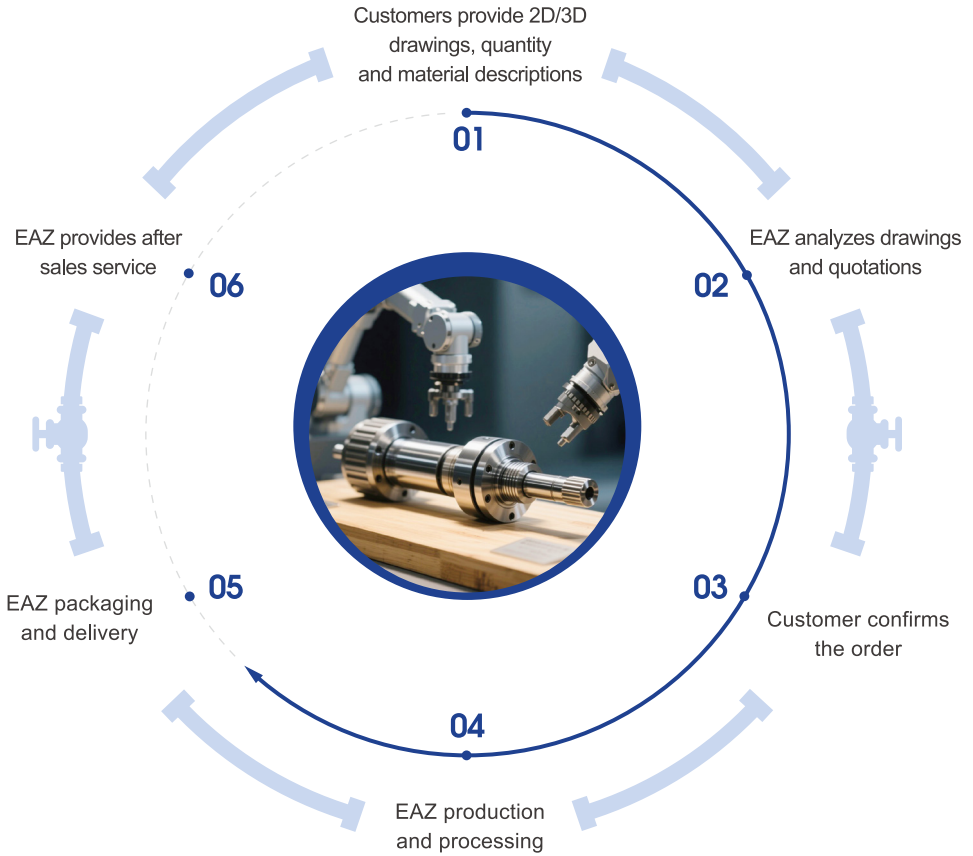 Customers provide 2D/3D
drawings, quantity
and material descriptions
01
EAZ analyzes drawings
and quotations
02
03
Customer confirms
the order
04
EAZ production
and processing
05
EAZ packaging
and delivery
EAZ provides after
sales service
06